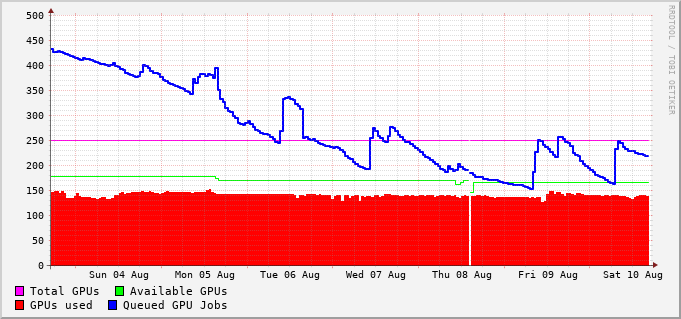 500
450
400
350
300
250
200
150
100
50
0
Sun 04 Aug Mon 05 Aug Tue 06 Aug Wed 07 Aug Thu 08 Aug Fri 09 Aug Sat 10 Aug
Total GPUs Available GPUs
GPUs used Queued GPU Jobs
RRDTOOL / TOBI OETIKER